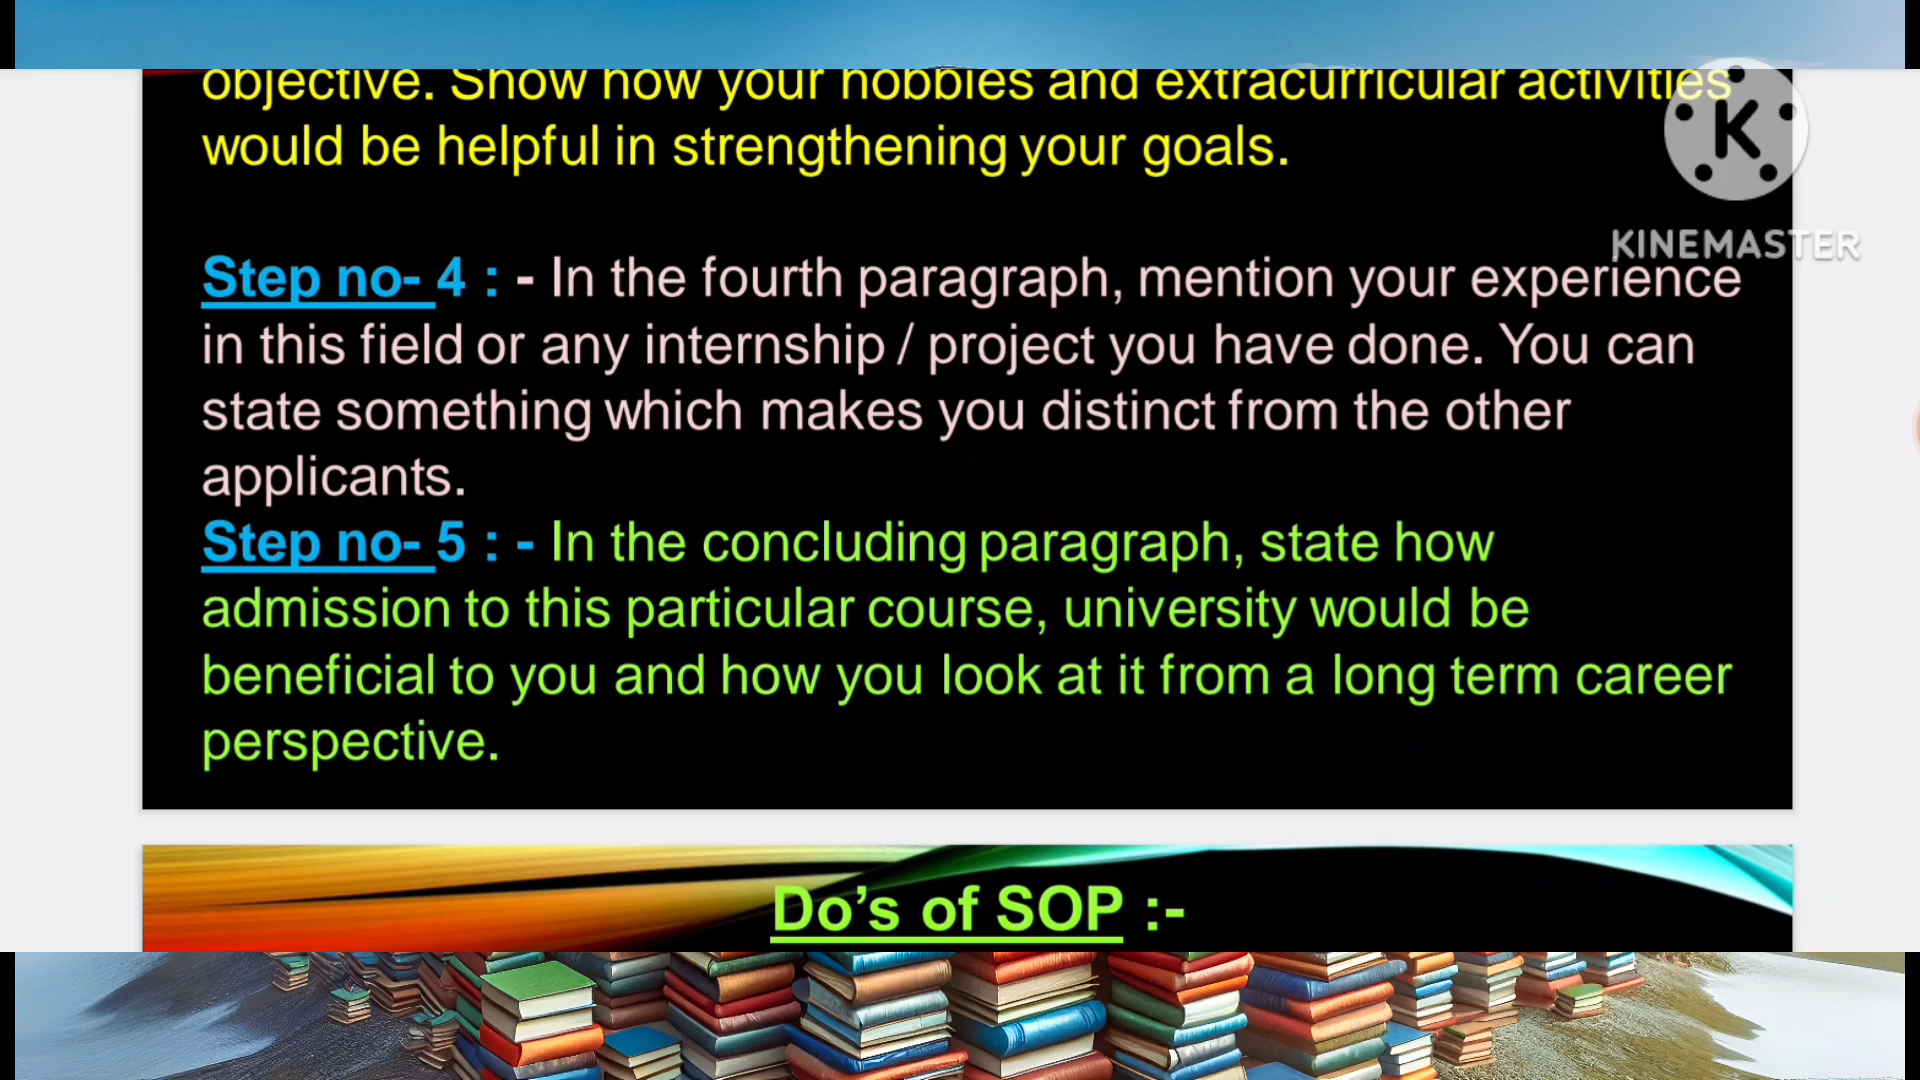 objective. Show how your hobbies and extracurricular activities
would be helpful in strengthening your goals.
K
KINEMASTER
Step no- 4 : - In the fourth paragraph, mention your experience
in this field or any internship / project you have done. You can
state something which makes you distinct from the other
applicants.
Step no- 5 : - In the concluding paragraph, state how
admission to this particular course, university would be
beneficial to you and how you look at it from a long term career
perspective.
Do’s of SOP :-